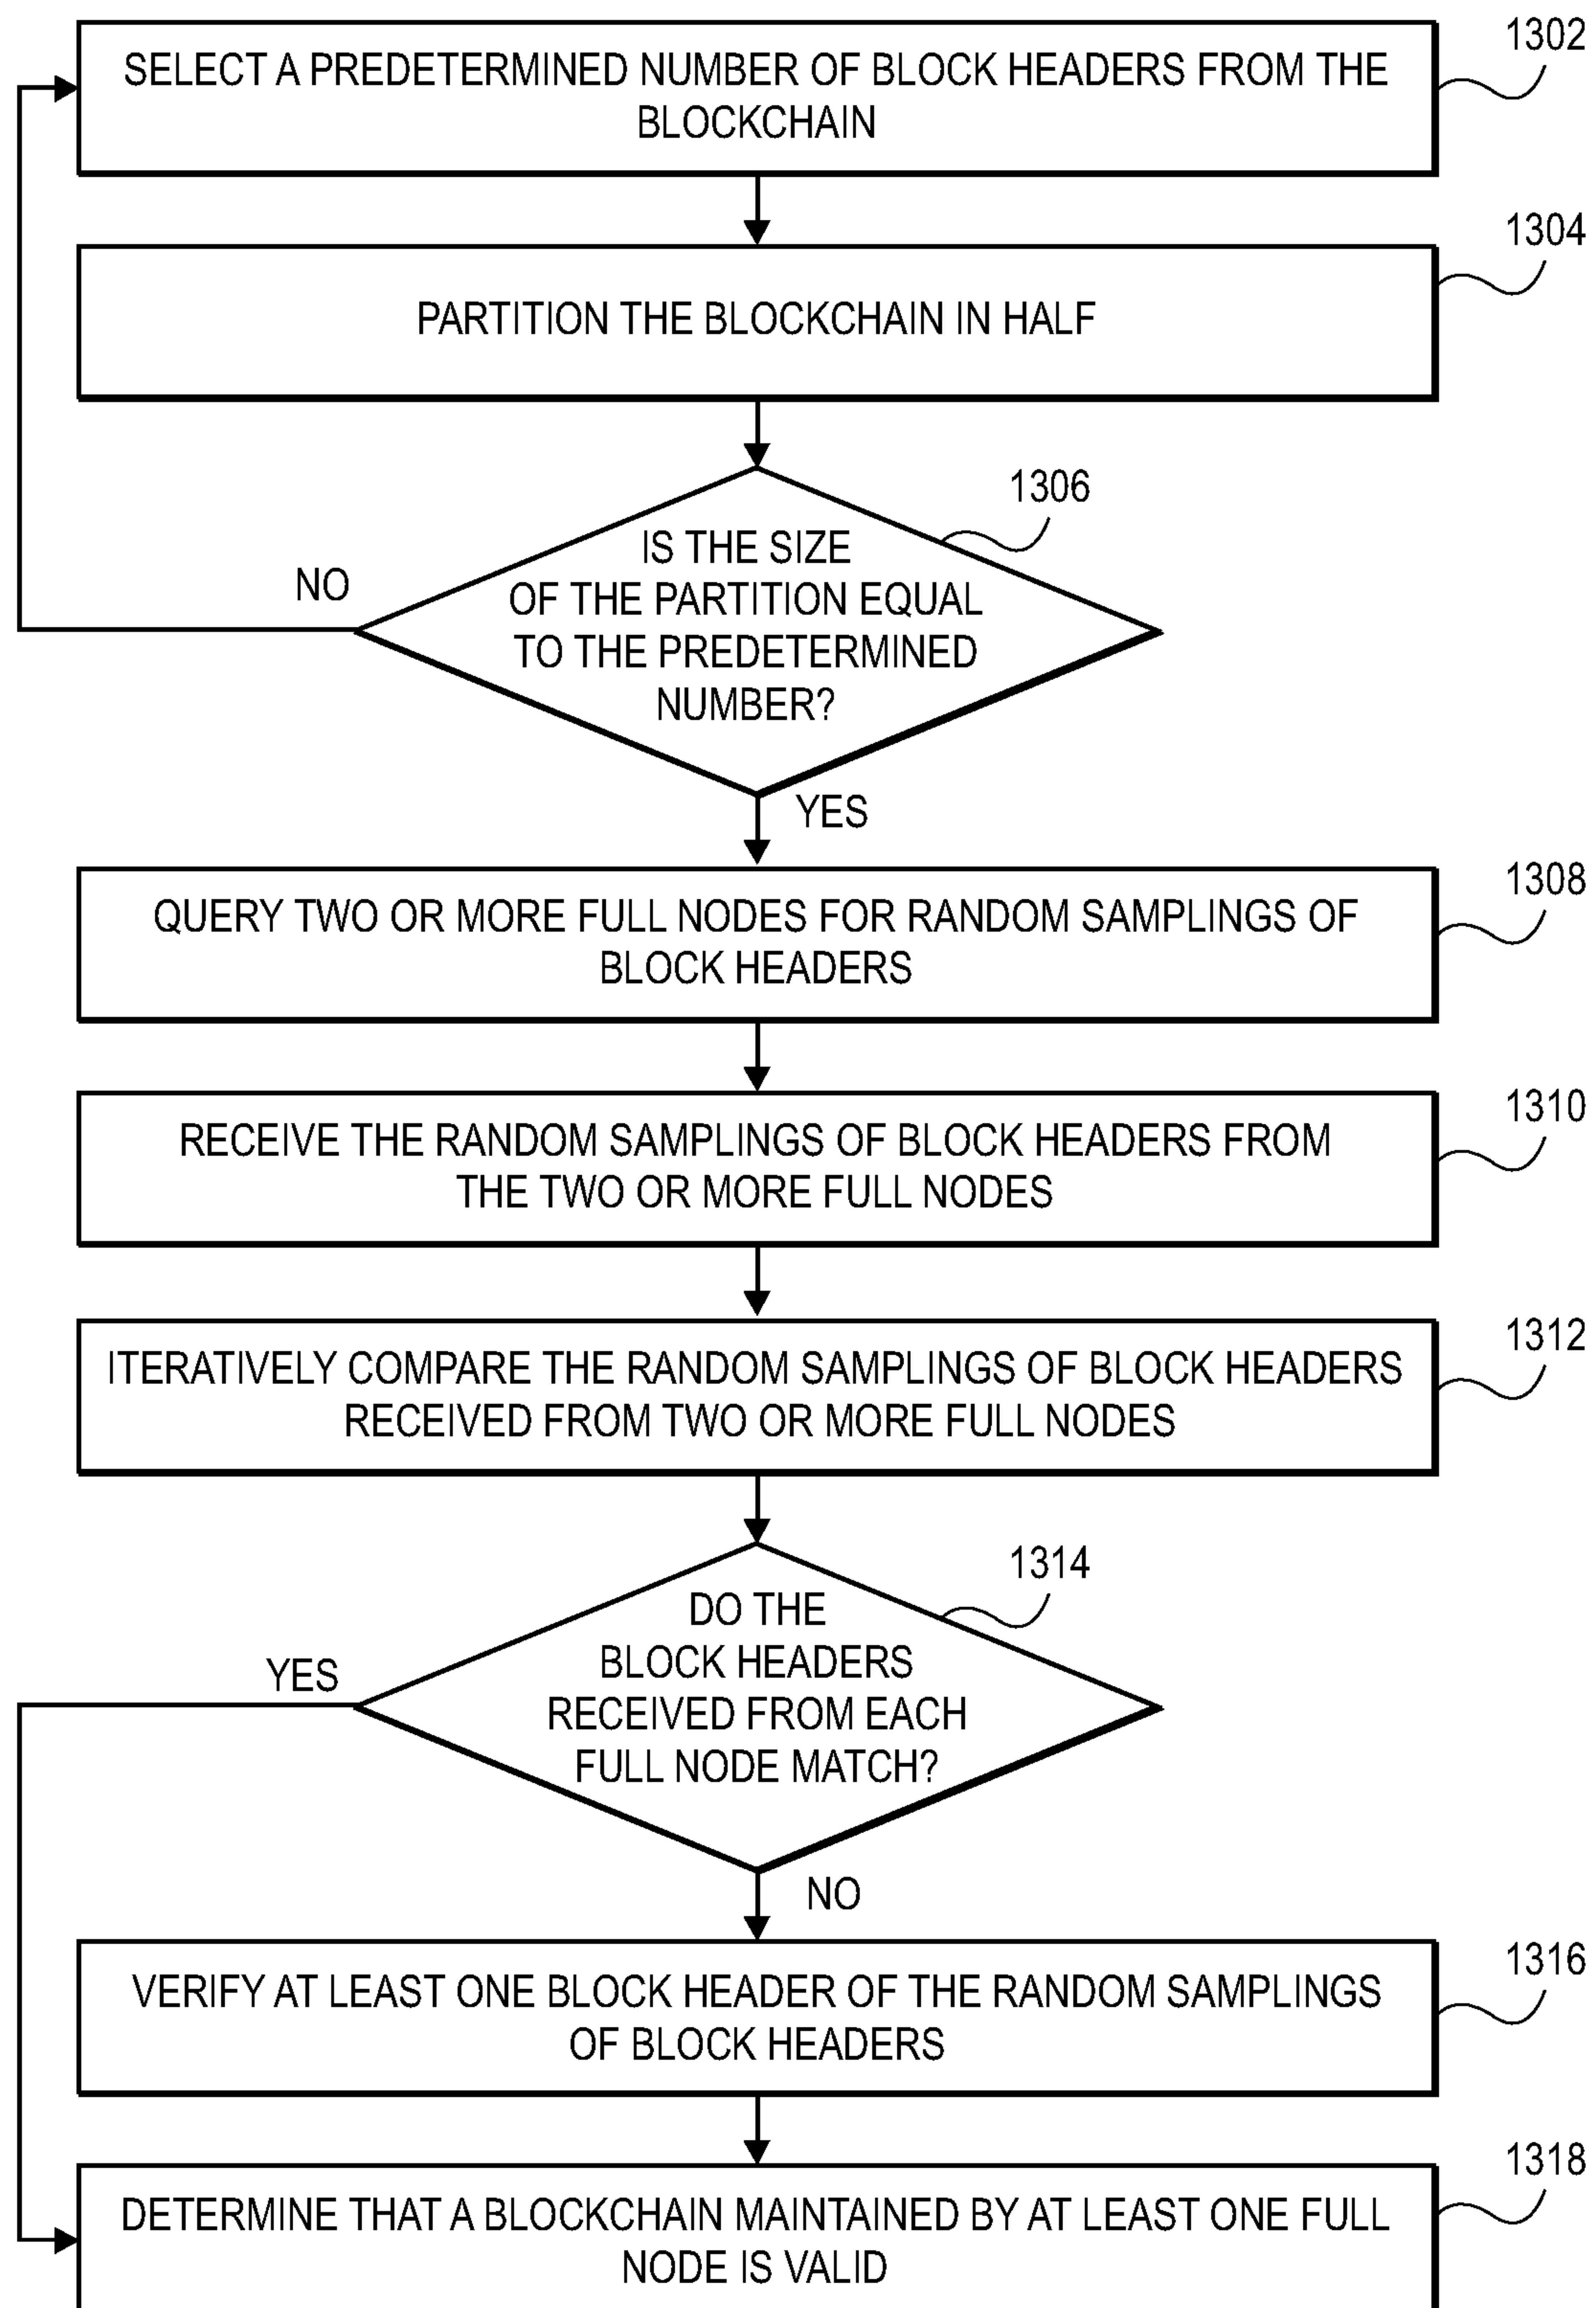 1302
SELECT A PREDETERMINED NUMBER OF BLOCK HEADERS FROM THE
BLOCKCHAIN
1304
PARTITION THE BLOCKCHAIN IN HALF
1306
IS THE SIZE
OF THE PARTITION EQUAL
TO THE PREDETERMINED
NUMBER?
NO
YES
1308
QUERY TWO OR MORE FULL NODES FOR RANDOM SAMPLINGS OF
BLOCK HEADERS
1310
RECEIVE THE RANDOM SAMPLINGS OF BLOCK HEADERS FROM
THE TWO OR MORE FULL NODES
1312
ITERATIVELY COMPARE THE RANDOM SAMPLINGS OF BLOCK HEADERS
RECEIVED FROM TWO OR MORE FULL NODES
1314
DO THE
BLOCK HEADERS
RECEIVED FROM EACH
FULL NODE MATCH?
YES
NO
1316
VERIFY AT LEAST ONE BLOCK HEADER OF THE RANDOM SAMPLINGS
OF BLOCK HEADERS
1318
DETERMINE THAT A BLOCKCHAIN MAINTAINED BY AT LEAST ONE FULL
NODE IS VALID